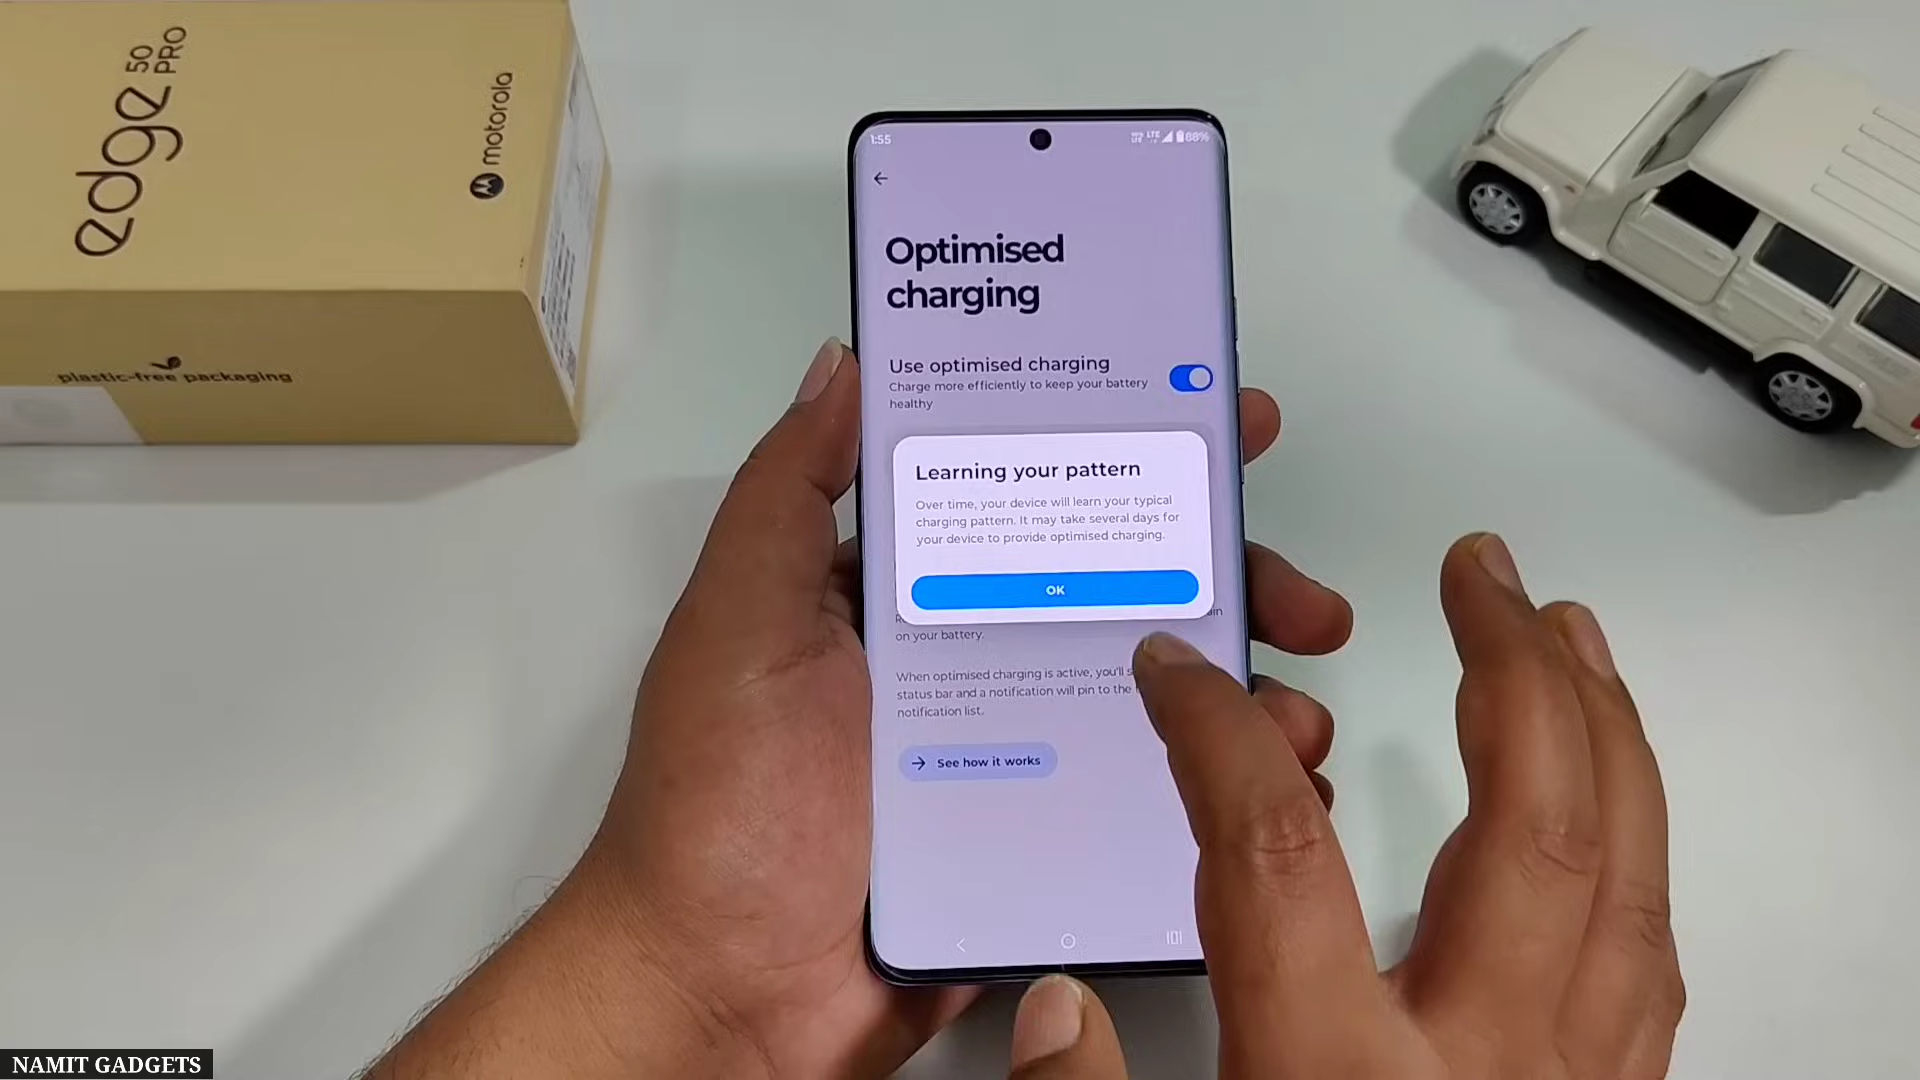 edge 50 PRO
motorola
plastic-free packaging
1:55
LTE
88%
Optimised
charging
Use optimised charging
Charge more efficiently to keep your battery
healthy
Learning your pattern
Over time, your device will learn your typical
charging pattern. It may take several days for
your device to provide optimised charging.
OK
on your battery.
When optimised charging is active, you'll
status bar and a notification will pin to the
notification list.
See how it works
NAMIT GADGETS